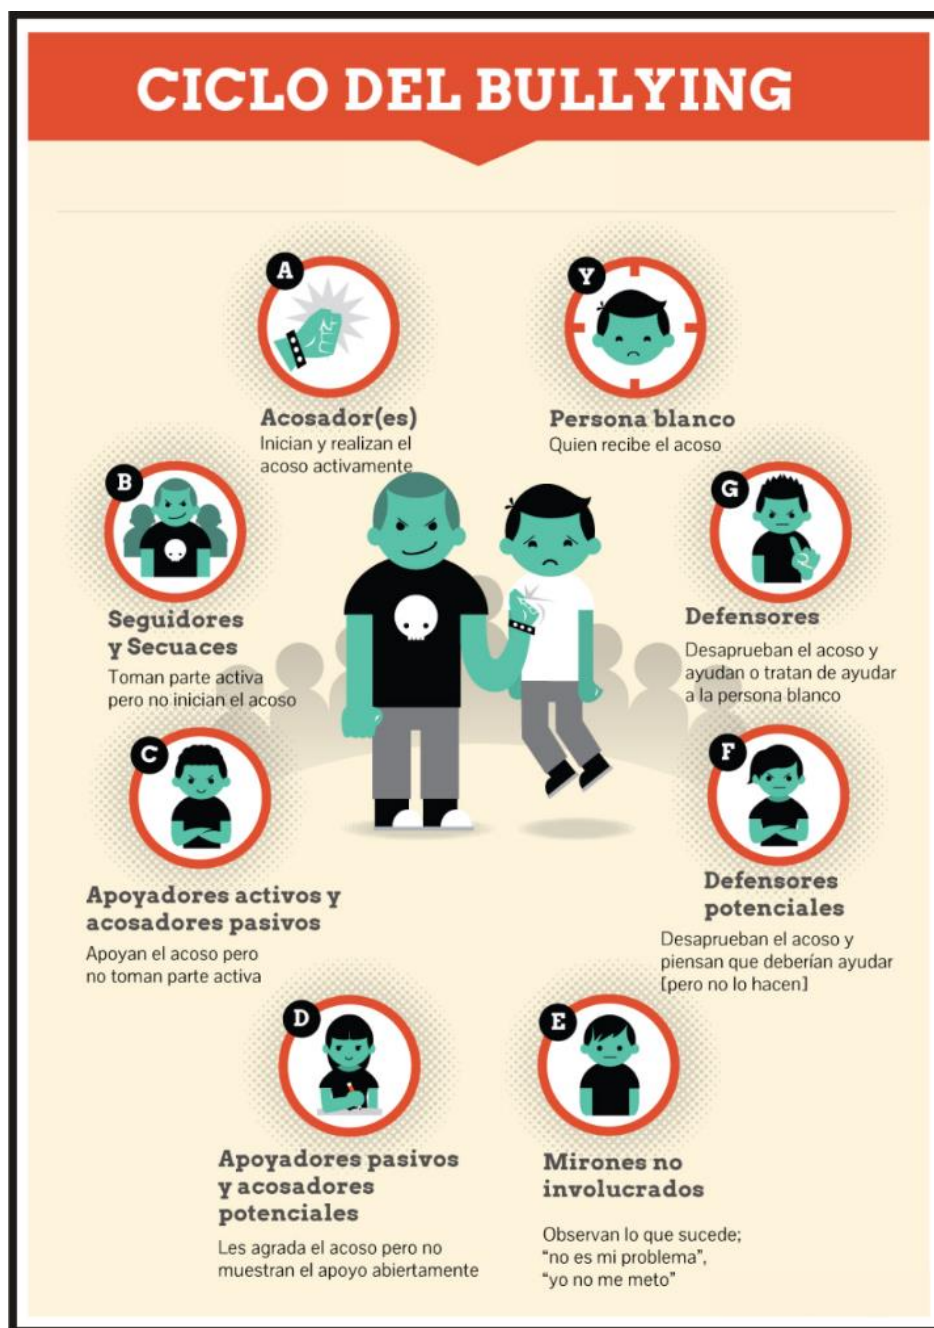 CICLO DEL BULLYING
A
Acosador(es)
Inician y realizan el
acoso activamente
Y
Persona blanco
Quien recibe el acoso
B
Seguidores
y Secuaces
Toman parte activa
pero no inician el acoso
G
Defensores
Desaprueban el acoso y
ayudan o tratan de ayudar
a la persona blanco
C
Apoyadores activos y
acosadores pasivos
Apoyan el acoso pero
no toman parte activa
F
Defensores
potenciales
Desaprueban el acoso y
piensan que deberían ayudar
[pero no lo hacen]
D
Apoyadores pasivos
y acosadores
potenciales
Les agrada el acoso pero no
muestran el apoyo abiertamente
E
Mirones no
involucrados
Observan lo que sucede;
“no es mi problema”,
“yo no me meto”